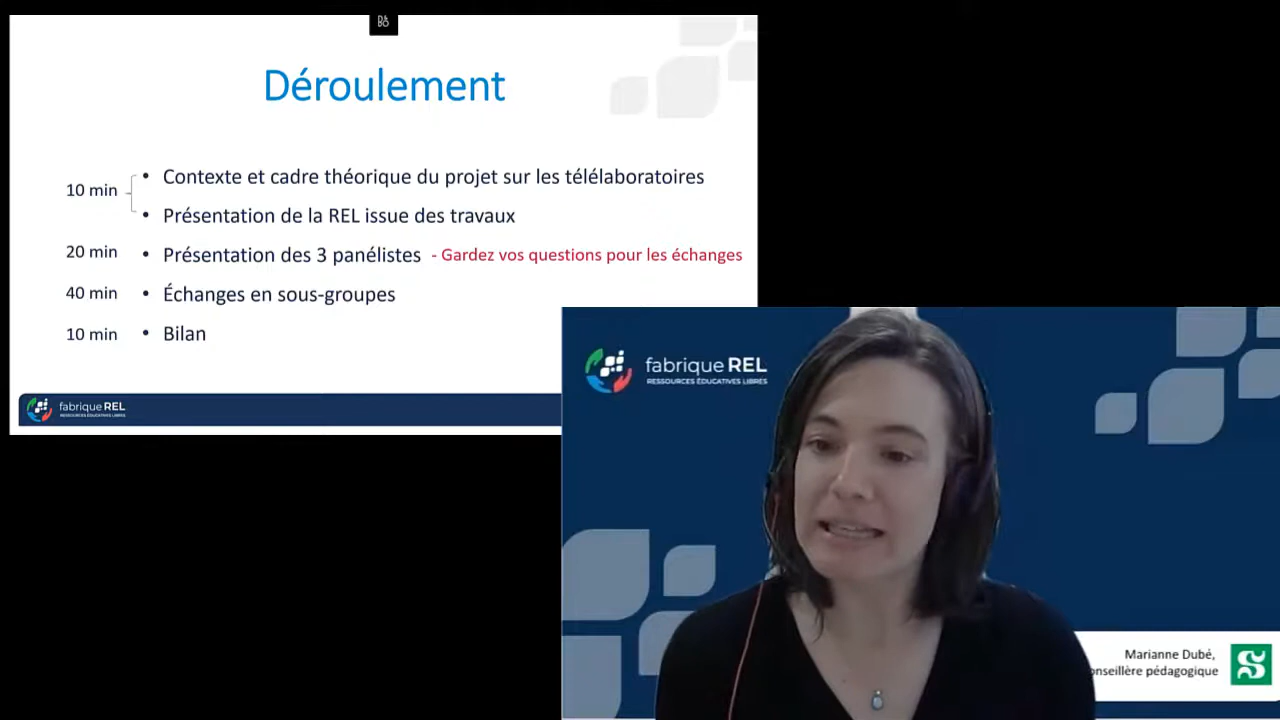 Déroulement
10 min
• Contexte et cadre théorique du projet sur les télélaboratoires
• Présentation de la REL issue des travaux
20 min • Présentation des 3 panélistes - Gardez vos questions pour les échanges
40 min • Échanges en sous-groupes
10 min • Bilan
fabrique REL
RESSOURCES ÉDUCATIVES LIBRES
fabrique REL
RESSOURCES ÉDUCATIVES LIBRES
Marianne Dubé,
onseillère pédagogique